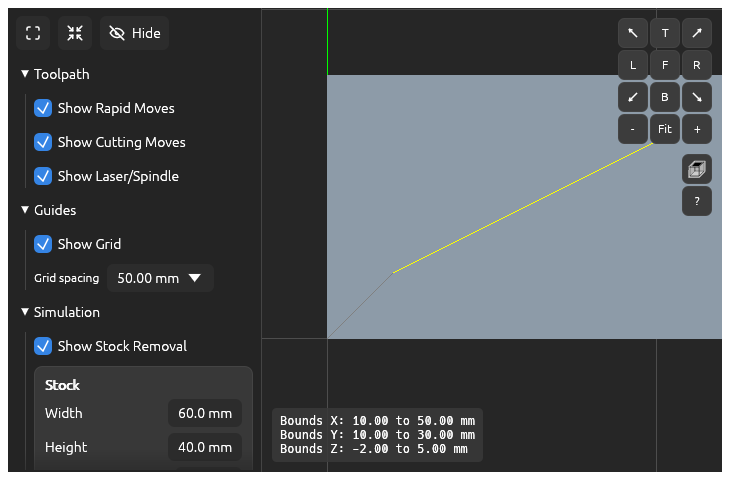 Hide
Toolpath
Show Rapid Moves
Show Cutting Moves
Show Laser/Spindle
Guides
Show Grid
Grid spacing 50.00 mm
Simulation
Show Stock Removal
Stock
Width 60.0 mm
Height 40.0 mm
T
L F R
B
- Fit +
?
Bounds X: 10.00 to 50.00 mm
Bounds Y: 10.00 to 30.00 mm
Bounds Z: -2.00 to 5.00 mm